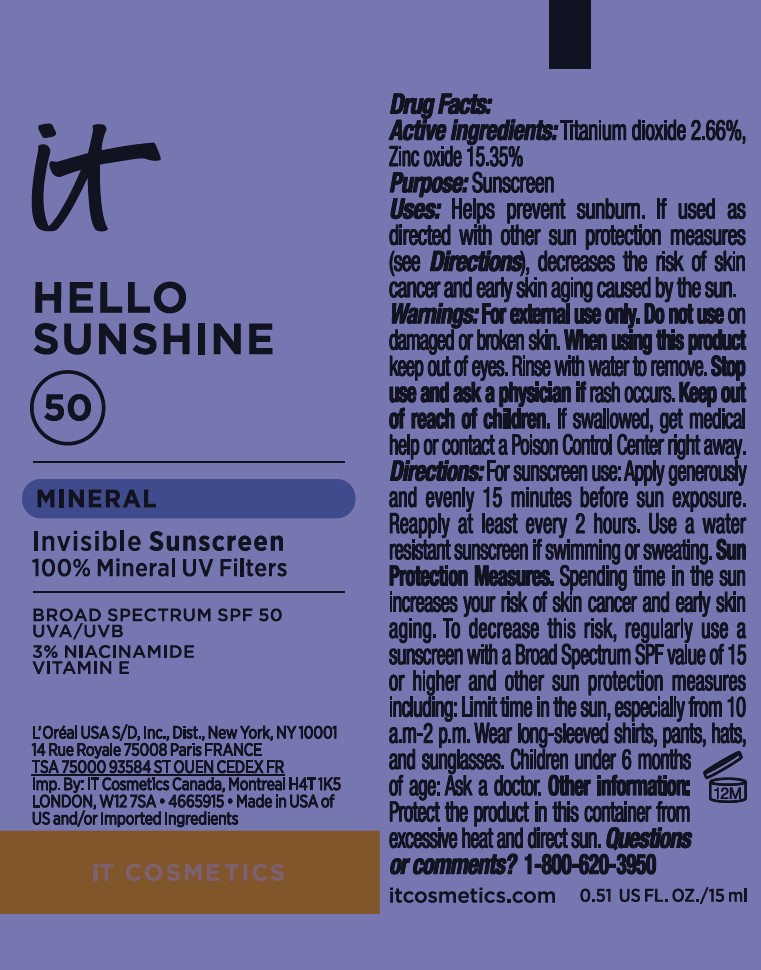 it
HELLO
SUNSHINE
50
MINERAL
Invisible Sunscreen
100% Mineral UV Filters
BROAD SPECTRUM SPF 50
UVA/UVB
3% NIACINAMIDE
VITAMIN E
L'Oréal USA S/D, Inc., Dist., New York, NY 10001
14 Rue Royale 75008 Paris FRANCE
TSA 75000 93584 ST OUEN CEDEX FR
Imp. By: IT Cosmetics Canada, Montreal H4T 1K5
LONDON, W12 7SA • 4665915 • Made in USA of
US and/or Imported Ingredients
iT COSMETICS
Drug Facts:
Active ingredients: Titanium dioxide 2.66%,
Zinc oxide 15.35%
Purpose: Sunscreen
Uses: Helps prevent sunburn. If used as
directed with other sun protection measures
(see Directions), decreases the risk of skin
cancer and early skin aging caused by the sun.
Warnings: For external use only. Do not use on
damaged or broken skin. When using this product
keep out of eyes. Rinse with water to remove. Stop
use and ask a physician if rash occurs. Keep out
of reach of children. If swallowed, get medical
help or contact a Poison Control Center right away.
Directions: For sunscreen use: Apply generously
and evenly 15 minutes before sun exposure.
Reapply at least every 2 hours. Use a water
resistant sunscreen if swimming or sweating. Sun
Protection Measures. Spending time in the sun
increases your risk of skin cancer and early skin
aging. To decrease this risk, regularly use a
sunscreen with a Broad Spectrum SPF value of 15
or higher and other sun protection measures
including: Limit time in the sun, especially from 10
a.m-2 p.m. Wear long-sleeved shirts, pants, hats,
and sunglasses. Children under 6 months
of age: Ask a doctor. Other information:
Protect the product in this container from
excessive heat and direct sun. Questions
or comments? 1-800-620-3950
12M
itcosmetics.com 0.51 US FL. OZ./15 ml